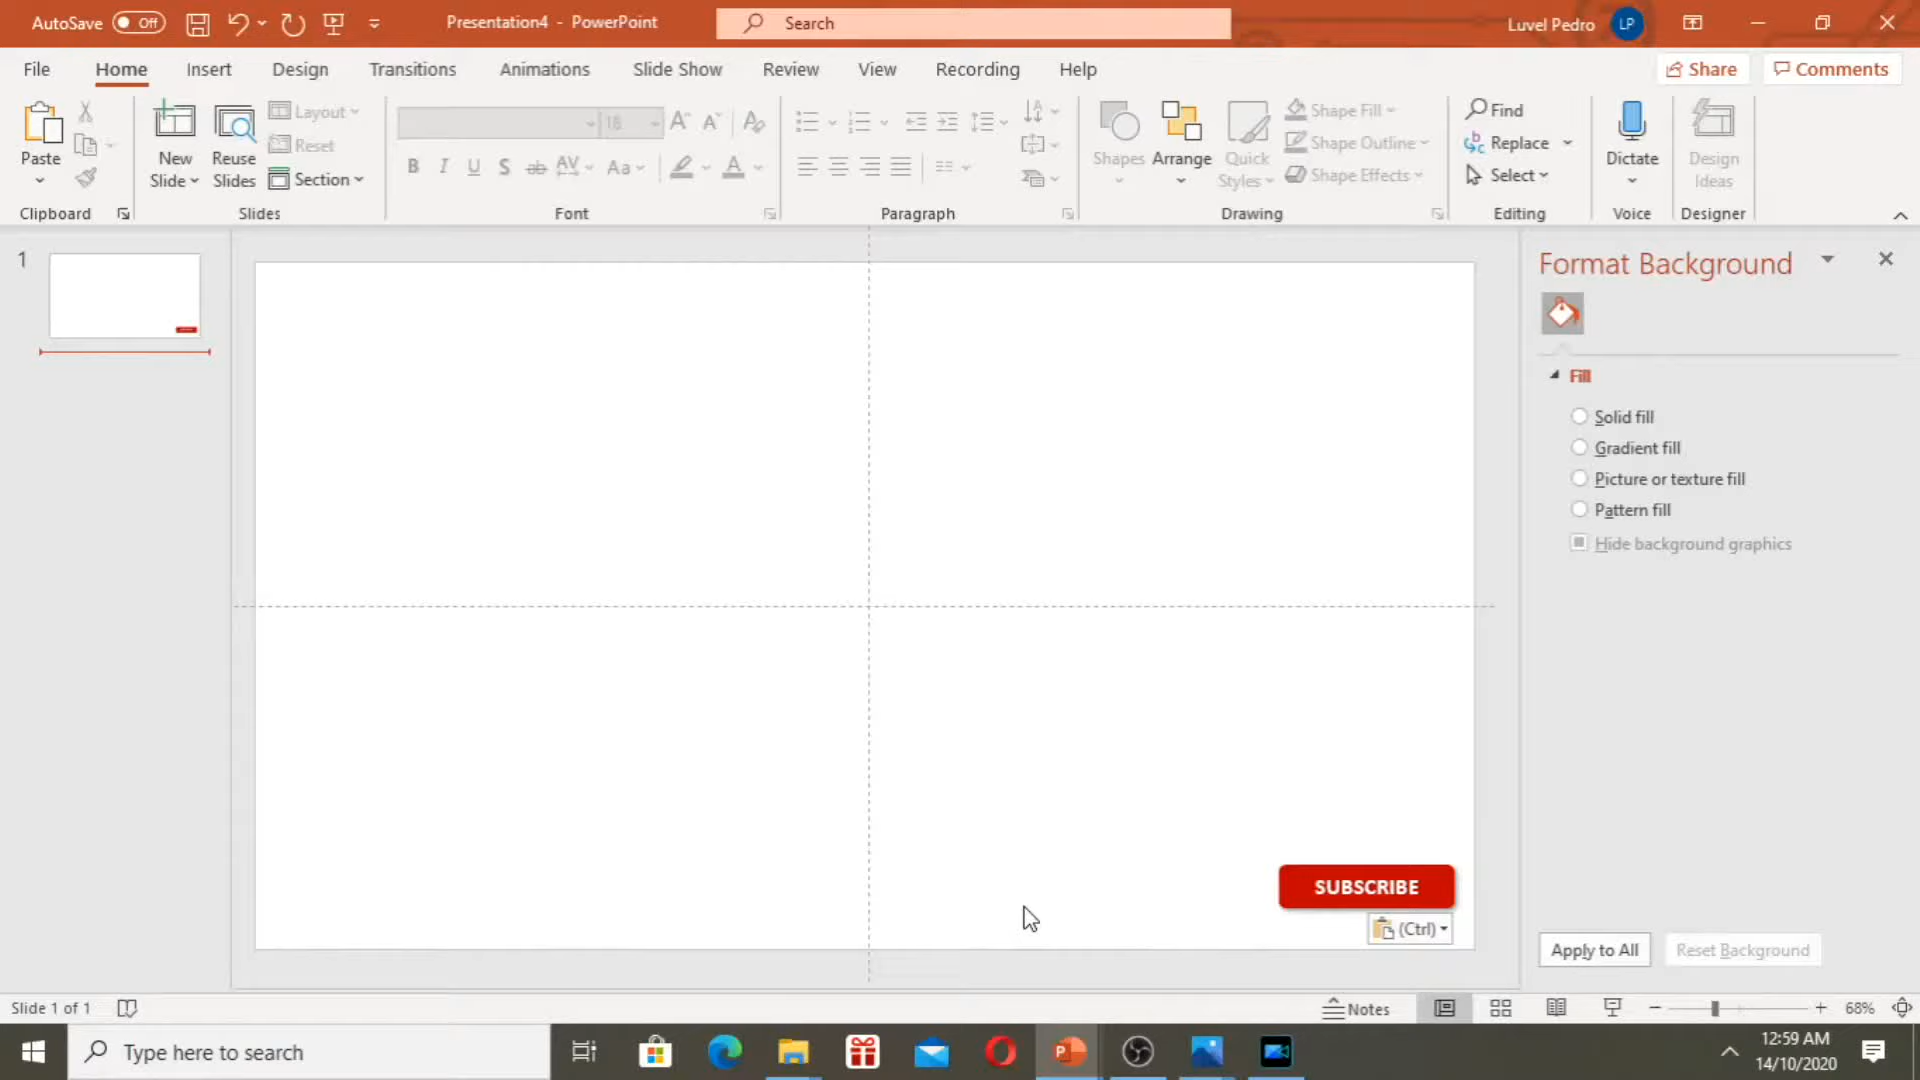 AutoSave Off Presentation4 - PowerPoint Search Luvel Pedro LP
File Home Insert Design Transitions Animations Slide Show Review View Recording Help Share Comments
Paste
New Slide
Reuse Slides
Layout
Reset
Section
18
B I U S ab AV Aa A
Shapes
Arrange
Quick Styles
Shape Fill
Shape Outline
Shape Effects
Find
Replace
Select
Dictate
Design Ideas
Clipboard Slides Font Paragraph Drawing Editing Voice Designer
1
Format Background
Fill
Solid fill
Gradient fill
Picture or texture fill
Pattern fill
Hide background graphics
SUBSCRIBE
(Ctrl)
Apply to All Reset Background
Slide 1 of 1 Notes 68%
Type here to search
12:59 AM
14/10/2020